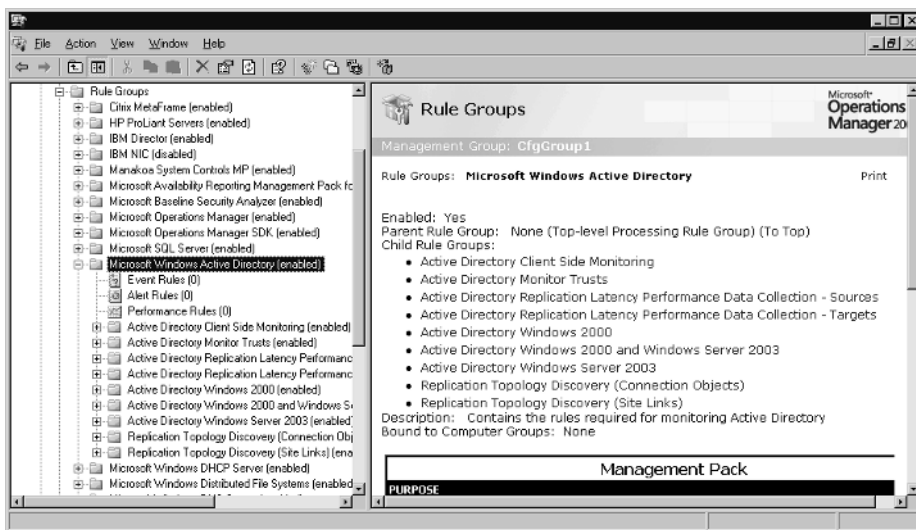 File Action View Window Help
Rule Groups
Citrix MetaFrame (enabled)
HP ProLiant Servers (enabled)
IBM Director (enabled)
IBM NIC (disabled)
Manakoa System Controls MP (enabled)
Microsoft Availability Reporting Management Pack fc
Microsoft Baseline Security Analyzer (enabled)
Microsoft Operations Manager (enabled)
Microsoft Operations Manager SDK (enabled)
Microsoft SQL Server (enabled)
Microsoft Windows Active Directory (enabled)
Event Rules (0)
Alert Rules (0)
Performance Rules (0)
Active Directory Client Side Monitoring (enabled)
Active Directory Monitor Trusts (enabled)
Active Directory Replication Latency Performanc
Active Directory Replication Latency Performanc
Active Directory Windows 2000 (enabled)
Active Directory Windows 2000 and Windows S
Active Directory Windows Server 2003 (enabled)
Replication Topology Discovery (Connection Obj
Replication Topology Discovery (Site Links) (ena
Microsoft Windows DHCP Server (enabled)
Microsoft Windows Distributed File Systems (enabled
Rule Groups
Microsoft
Operations
Manager 20
Management Group: CfgGroup1
Rule Groups: Microsoft Windows Active Directory Print
Enabled: Yes
Parent Rule Group: None (Top-level Processing Rule Group) (To Top)
Child Rule Groups:
• Active Directory Client Side Monitoring
• Active Directory Monitor Trusts
• Active Directory Replication Latency Performance Data Collection - Sources
• Active Directory Replication Latency Performance Data Collection - Targets
• Active Directory Windows 2000
• Active Directory Windows 2000 and Windows Server 2003
• Active Directory Windows Server 2003
• Replication Topology Discovery (Connection Objects)
• Replication Topology Discovery (Site Links)
Description: Contains the rules required for monitoring Active Directory
Bound to Computer Groups: None
Management Pack
PURPOSE